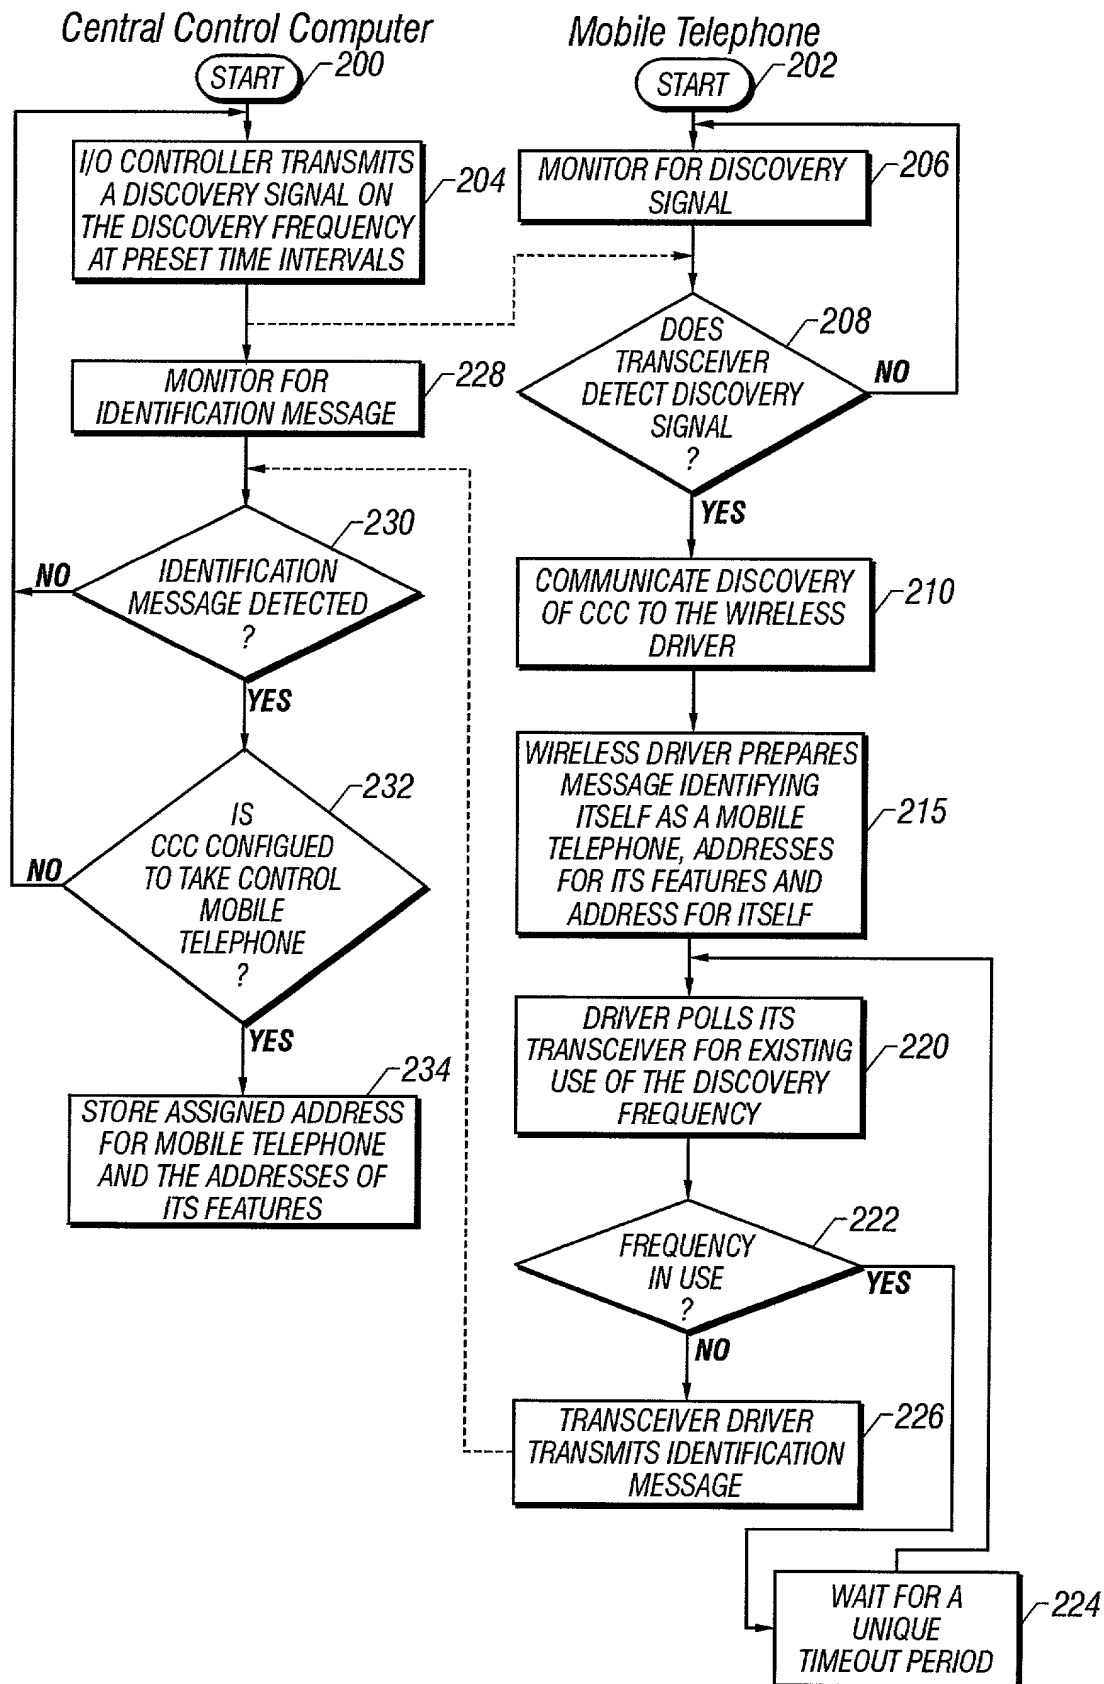 Central Control Computer
START
200
I/O CONTROLLER TRANSMITS
A DISCOVERY SIGNAL ON
THE DISCOVERY FREQUENCY
AT PRESET TIME INTERVALS
204
MONITOR FOR
IDENTIFICATION MESSAGE
228
IDENTIFICATION
MESSAGE DETECTED
?
230
NO
YES
IS
CCC CONFIGUED
TO TAKE CONTROL
MOBILE
TELEPHONE
?
232
NO
YES
STORE ASSIGNED ADDRESS
FOR MOBILE TELEPHONE
AND THE ADDRESSES OF
ITS FEATURES
234
Mobile Telephone
START
202
MONITOR FOR DISCOVERY
SIGNAL
206
DOES
TRANSCEIVER
DETECT DISCOVERY
SIGNAL
?
208
NO
YES
COMMUNICATE DISCOVERY
OF CCC TO THE WIRELESS
DRIVER
210
WIRELESS DRIVER PREPARES
MESSAGE IDENTIFYING
ITSELF AS A MOBILE
TELEPHONE, ADDRESSES
FOR ITS FEATURES AND
ADDRESS FOR ITSELF
215
DRIVER POLLS ITS
TRANSCEIVER FOR EXISTING
USE OF THE DISCOVERY
FREQUENCY
220
FREQUENCY
IN USE
?
222
YES
NO
TRANSCEIVER DRIVER
TRANSMITS IDENTIFICATION
MESSAGE
226
WAIT FOR A
UNIQUE
TIMEOUT PERIOD
224